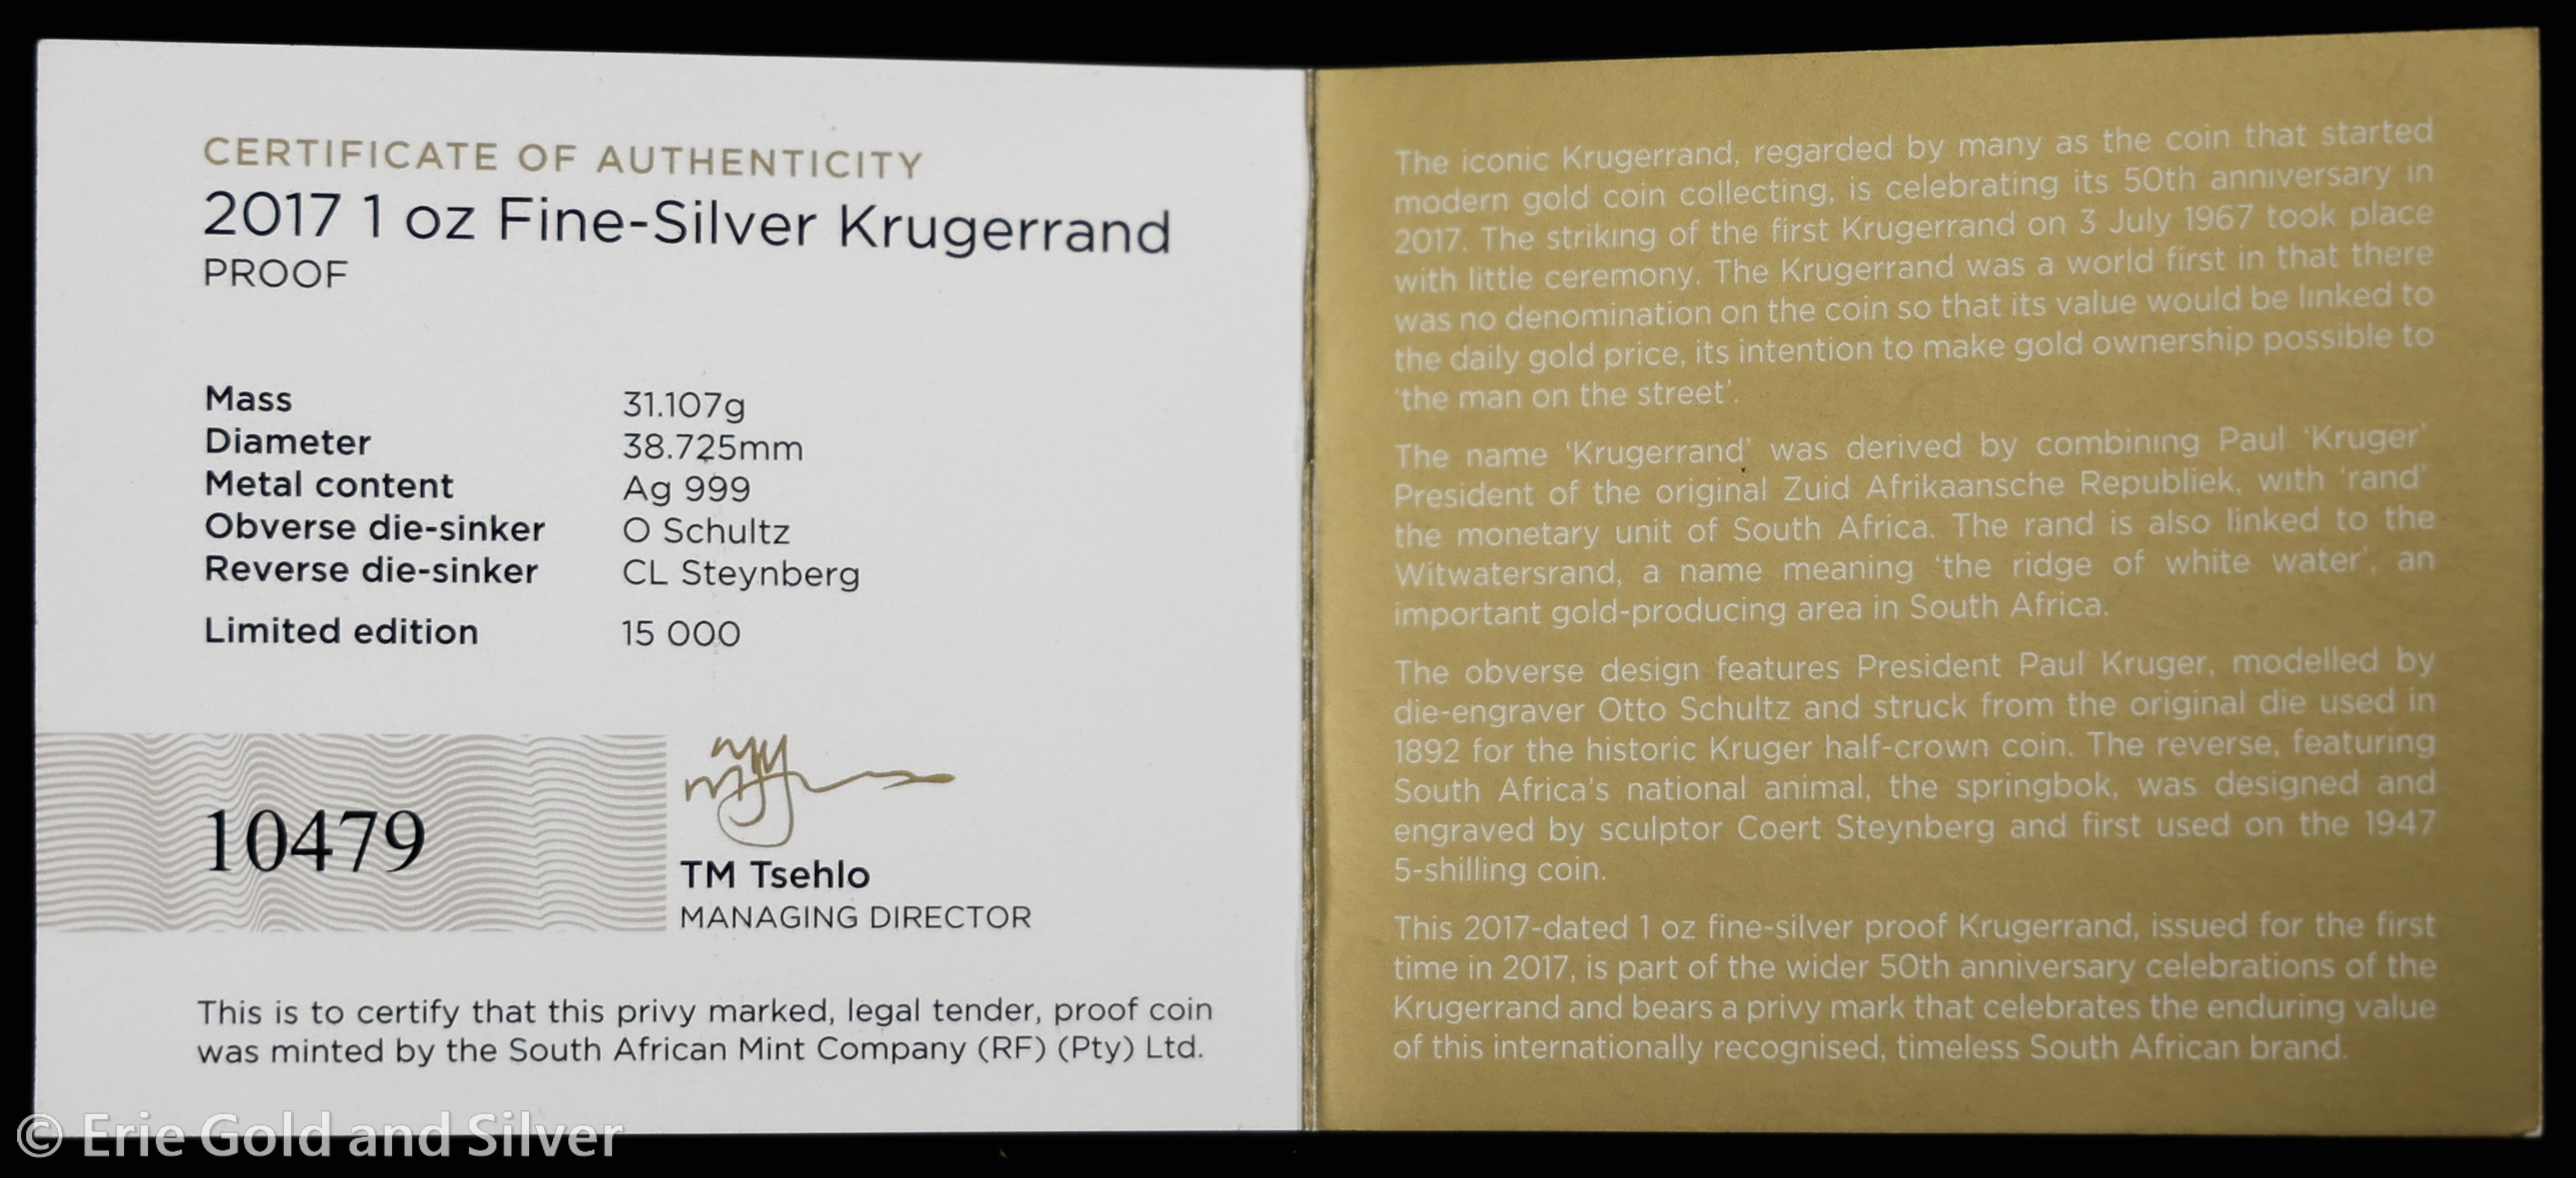 CERTIFICATE OF AUTHENTICITY
2017 1 oz Fine-Silver Krugerrand
PROOF
Mass 31.107g
Diameter 38.725mm
Metal content Ag 999
Obverse die-sinker O Schultz
Reverse die-sinker CL Steynberg
Limited edition 15 000
10479
TM Tsehlo
MANAGING DIRECTOR
This is to certify that this privy marked, legal tender, proof coin
was minted by the South African Mint Company (RF) (Pty) Ltd.
The iconic Krugerrand, regarded by many as the coin that started
modern gold coin collecting, is celebrating its 50th anniversary in
2017. The striking of the first Krugerrand on 3 July 1967 took place
with little ceremony. The Krugerrand was a world first in that there
was no denomination on the coin so that its value would be linked to
the daily gold price, its intention to make gold ownership possible to
‘the man on the street’.
The name ‘Krugerrand’ was derived by combining Paul ‘Kruger’
President of the original Zuid Afrikaansche Republiek, with ‘rand’
the monetary unit of South Africa. The rand is also linked to the
Witwatersrand, a name meaning ‘the ridge of white water’, an
important gold-producing area in South Africa.
The obverse design features President Paul Kruger, modelled by
die-engraver Otto Schultz and struck from the original die used in
1892 for the historic Kruger half-crown coin. The reverse, featuring
South Africa’s national animal, the springbok, was designed and
engraved by sculptor Coert Steynberg and first used on the 1947
5-shilling coin.
This 2017-dated 1 oz fine-silver proof Krugerrand, issued for the first
time in 2017, is part of the wider 50th anniversary celebrations of the
Krugerrand and bears a privy mark that celebrates the enduring value
of this internationally recognised, timeless South African brand.
© Erie Gold and Silver